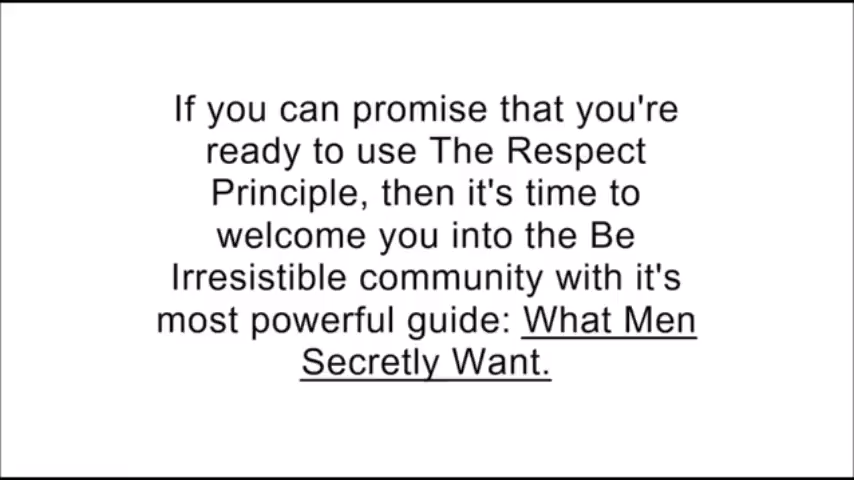 If you can promise that you're
ready to use The Respect
Principle, then it's time to
welcome you into the Be
Irresistible community with it's
most powerful guide: What Men
Secretly Want.